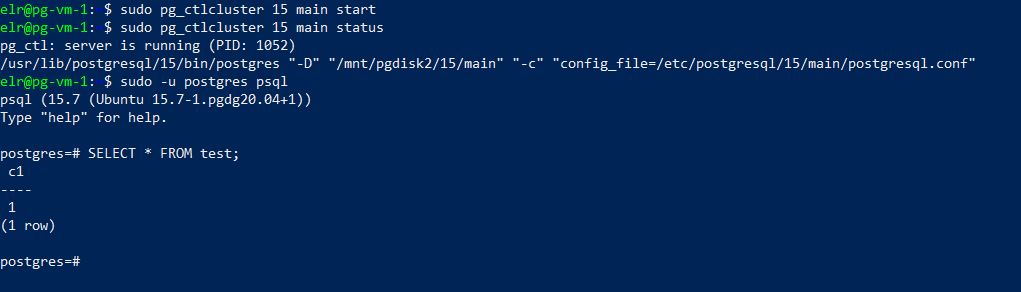 elr@pg-vm-1: $ sudo pg_ctlcluster 15 main start
elr@pg-vm-1: $ sudo pg_ctlcluster 15 main status
pg_ctl: server is running (PID: 1052)
/usr/lib/postgresql/15/bin/postgres "-D" "/mnt/pgdisk2/15/main" "-c" "config_file=/etc/postgresql/15/main/postgresql.conf"
elr@pg-vm-1: $ sudo -u postgres psql
psql (15.7 (Ubuntu 15.7-1.pgdg20.04+1))
Type "help" for help.
postgres=# SELECT * FROM test;
c1
----
1
(1 row)
postgres=#